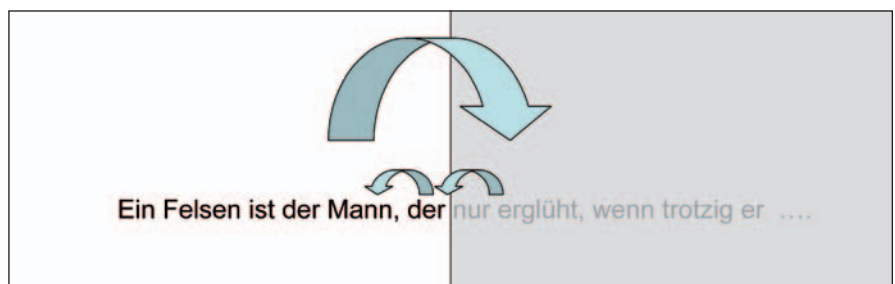 Ein Felsen ist der Mann, der nur erglüht, wenn trotzig er ....